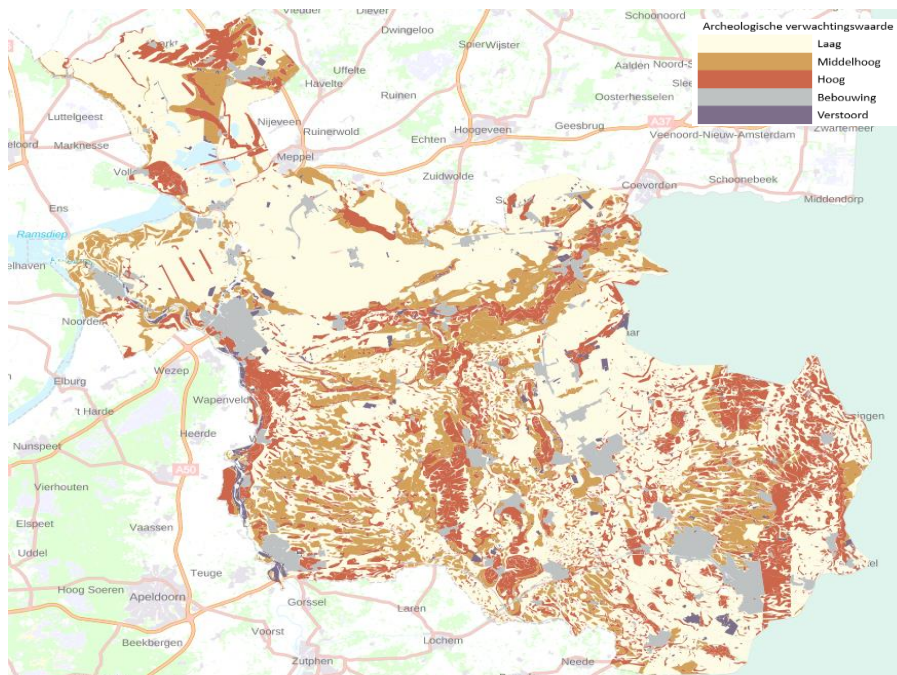 Vledder
Diever
Dwingeloo
Schoonoord
Archeologische verwachtingswaarde
Laag
Middelhoog
Hoog
Bebouwing
Verstoord
Spier
Wijster
Aalden
Uffelte
Havelte
Ruinen
Oosterhesselen
Luttelgeest
Nijeveen
Ruinerwold
Hoogeveen
Geesbrug
A37
Veenoord-Nieuw-Amsterdam
Zwartemeer
Marknesse
Echten
Meppel
Zuidwolde
Coevorden
Schoonebeek
Middendorp
Ens
Ramsdiep
Wezep
Elburg
't Harde
Wapenveld
Heerde
Nunspeet
A50
Vierhouten
Elspeet
Vaassen
Uddel
Teuge
Hoog Soeren
Apeldoorn
Gorssel
Laren
Beekbergen
Voorst
Lochem
Zutphen
Neede